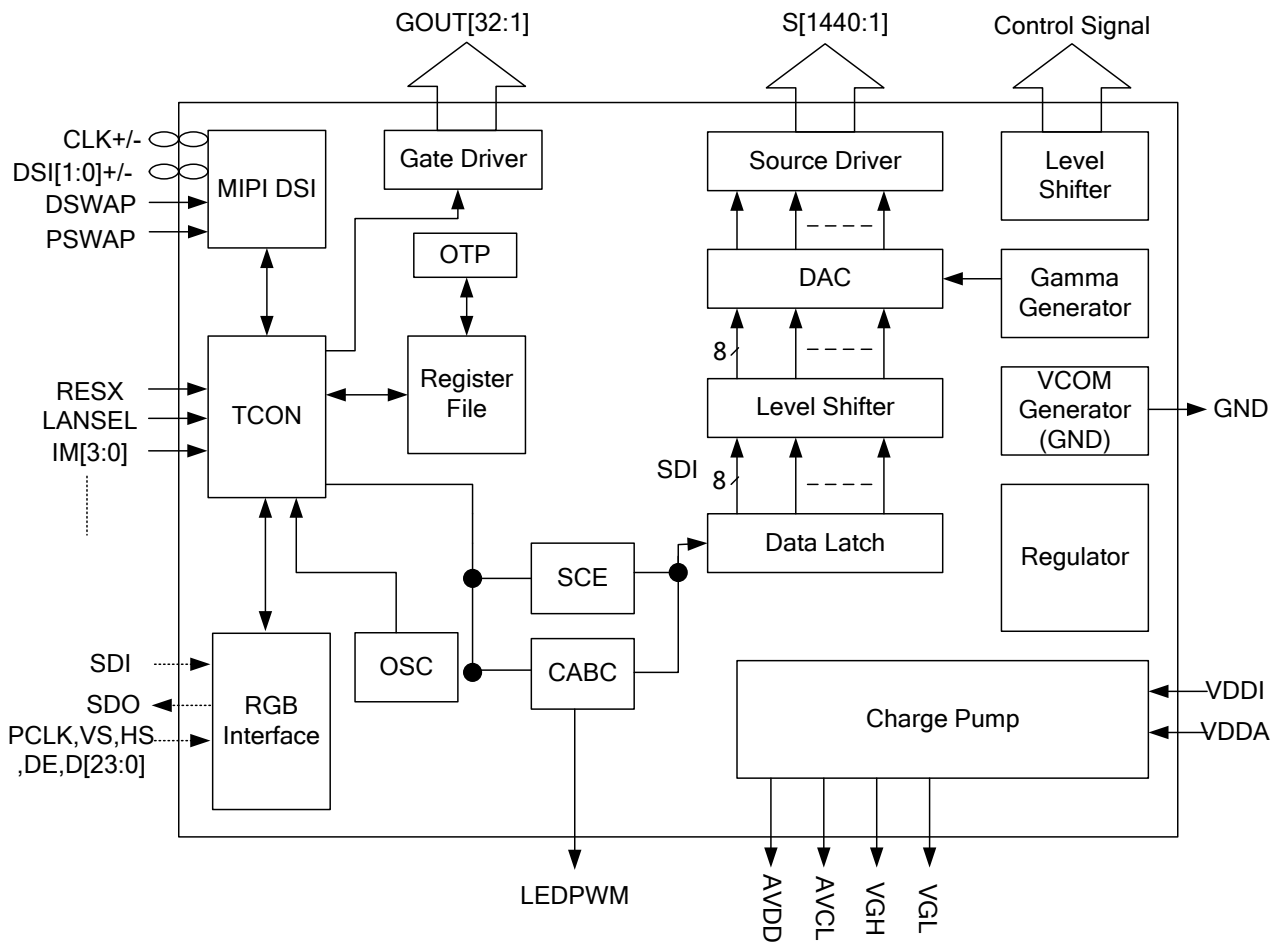 GOUT[32:1]
S[1440:1]
Control Signal
CLK+/-
DSI[1:0]+/-
DSWAP
PSWAP
MIPI DSI
Gate Driver
Source Driver
Level
Shifter
OTP
DAC
Gamma
Generator
8
RESX
LANSEL
IM[3:0]
TCON
Register
File
Level Shifter
VCOM
Generator
(GND)
GND
SDI
8
Data Latch
Regulator
SCE
OSC
CABC
SDI
SDO
PCLK,VS,HS
,DE,D[23:0]
RGB
Interface
Charge Pump
VDDI
VDDA
LEDPWM
AVDD
AVCL
VGH
VGL